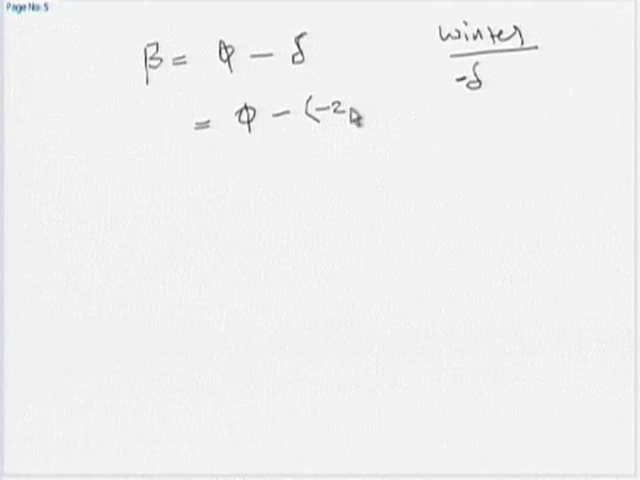 Page No: 5
β = φ - δ
winter
-δ
= φ - (-2